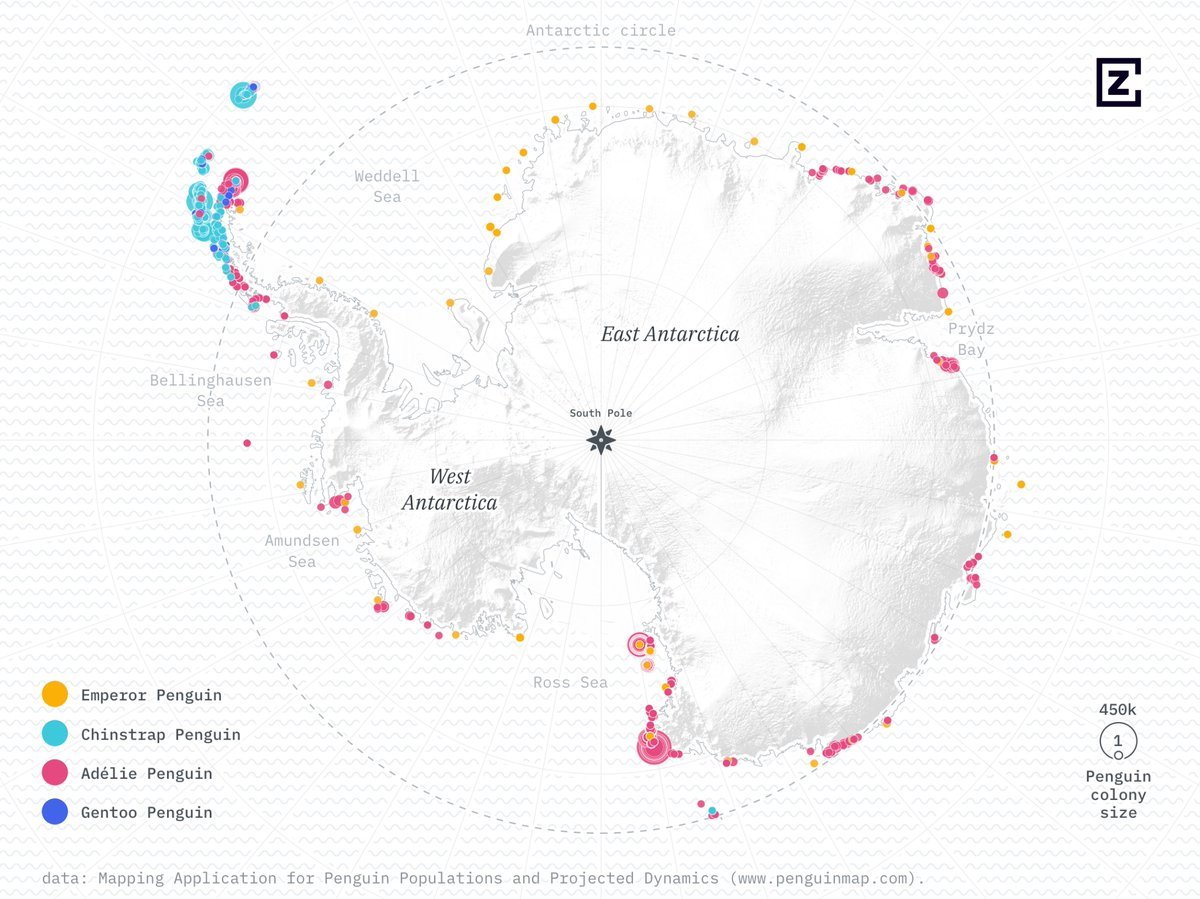 Antarctic circle
Z
Weddell
Sea
East Antarctica
Prydz
Bay
Bellinghausen
Sea
South Pole
West
Antarctica
Amundsen
Sea
Ross Sea
Emperor Penguin
Chinstrap Penguin
Adélie Penguin
Gentoo Penguin
450k
1
Penguin
colony
size
data: Mapping Application for Penguin Populations and Projected Dynamics (www.penguinmap.com).